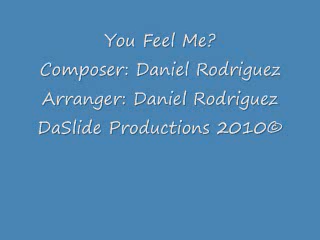 You Feel Me?
Composer: Daniel Rodriguez
Arranger: Daniel Rodriguez
DaSlide Productions 2010©